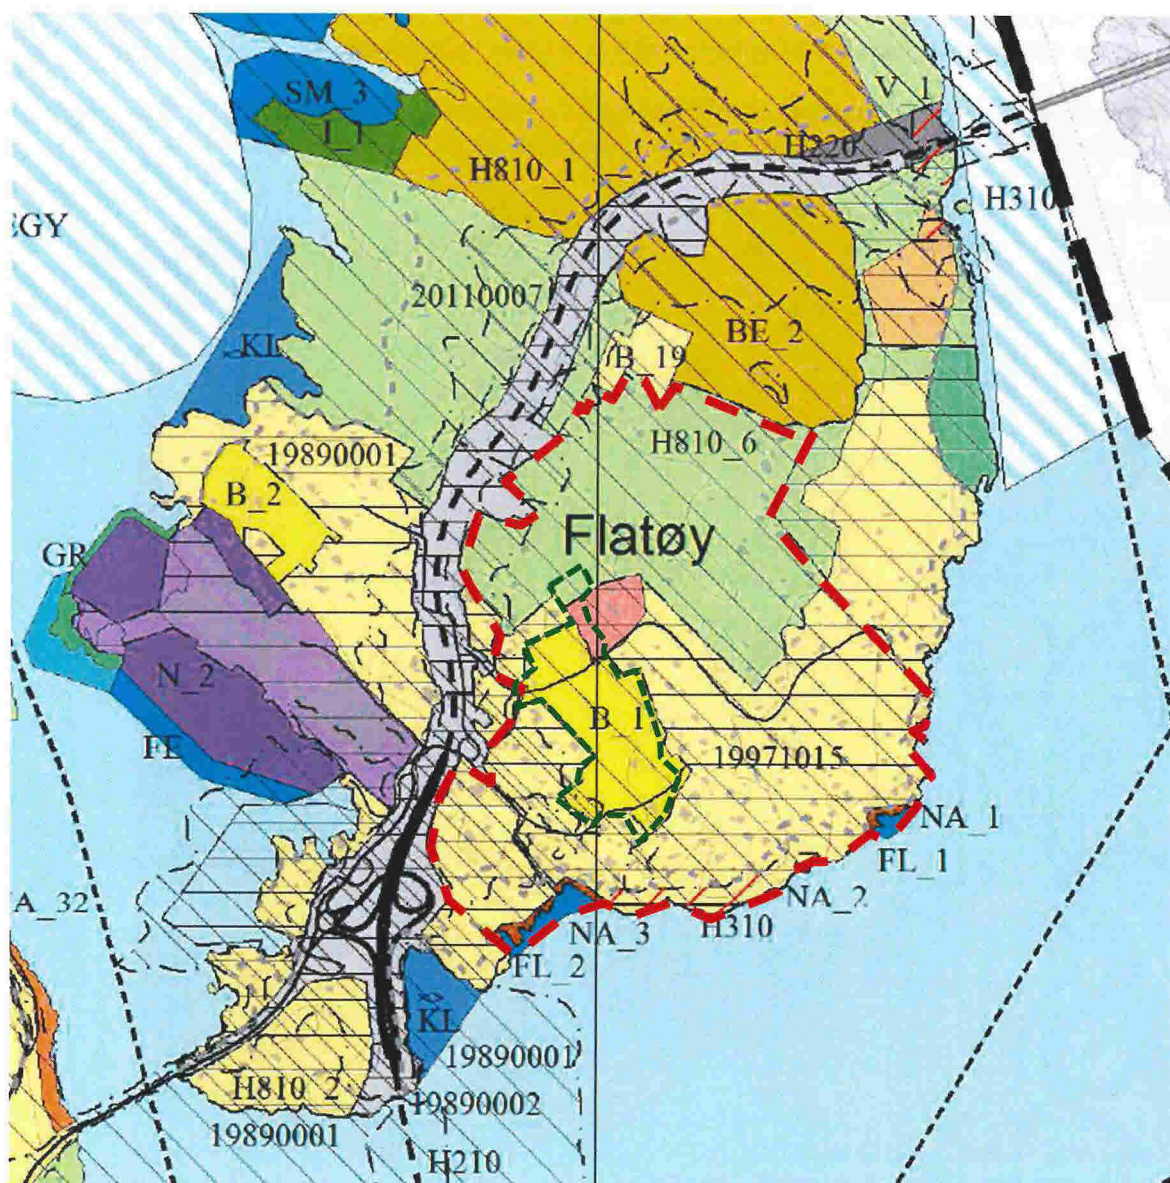 SM_3
I_1
V_1
H220
H810_1
H310
EGY
20110007
KL
BE_2
B_19
H810_6
19890001
B_2
Flatøy
GR
N_2
B_1
FE
19971015
NA_1
FL_1
A_32
NA_2
NA_3
H310
FL_2
KL
19890001
H810_2
19890002
19890001
H210